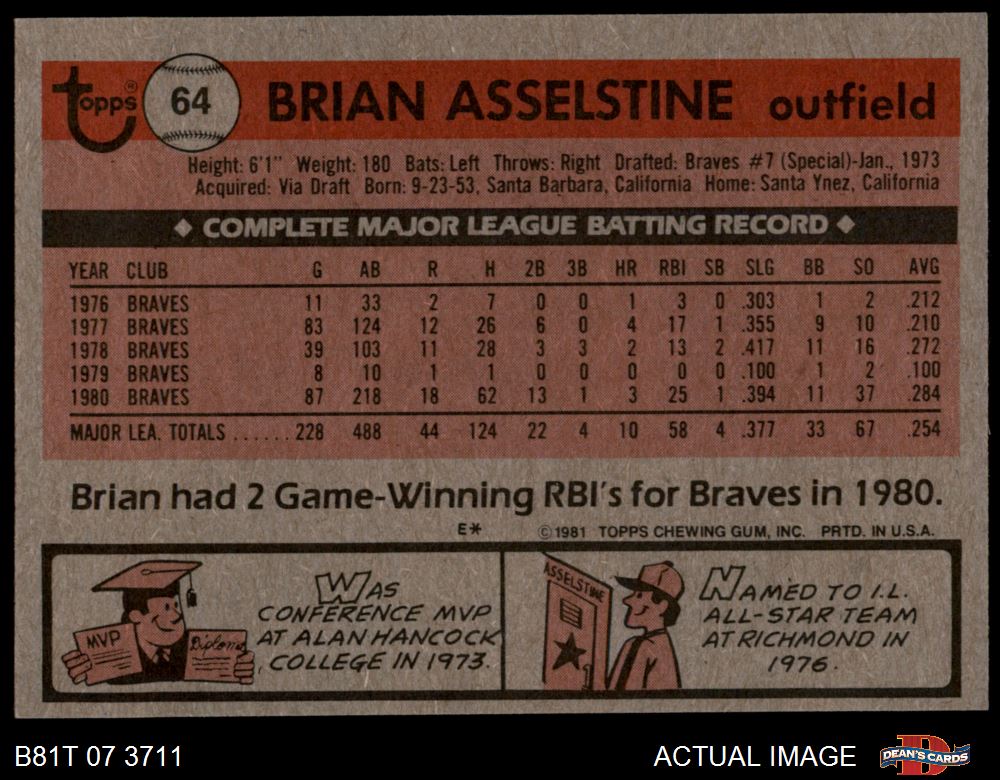 topps® 64 BRIAN ASSELSTINE outfield
Height: 6'1" Weight: 180 Bats: Left Throws: Right Drafted: Braves #7 (Special)-Jan., 1973
Acquired: Via Draft Born: 9-23-53, Santa Barbara, California Home: Santa Ynez, California
◆ COMPLETE MAJOR LEAGUE BATTING RECORD ◆
YEAR CLUB G AB R H 2B 3B HR RBI SB SLG BB SO AVG
1976 BRAVES 11 33 2 7 0 0 1 3 0 .303 1 2 .212
1977 BRAVES 83 124 12 26 6 0 4 17 1 .355 9 10 .210
1978 BRAVES 39 103 11 28 3 3 2 13 2 .417 11 16 .272
1979 BRAVES 8 10 1 1 0 0 0 0 0 .100 1 2 .100
1980 BRAVES 87 218 18 62 13 1 3 25 1 .394 11 37 .284
MAJOR LEA. TOTALS ...... 228 488 44 124 22 4 10 58 4 .377 33 67 .254
Brian had 2 Game-Winning RBI's for Braves in 1980.
E* ©1981 TOPPS CHEWING GUM, INC. PRTD. IN U.S.A.
MVP
Diploma
WAS
CONFERENCE MVP
AT ALAN HANCOCK
COLLEGE IN 1973.
ASSELSTINE
NAMED TO I.L.
ALL-STAR TEAM
AT RICHMOND IN
1976.
B81T 07 3711 ACTUAL IMAGE DEAN'S CARDS